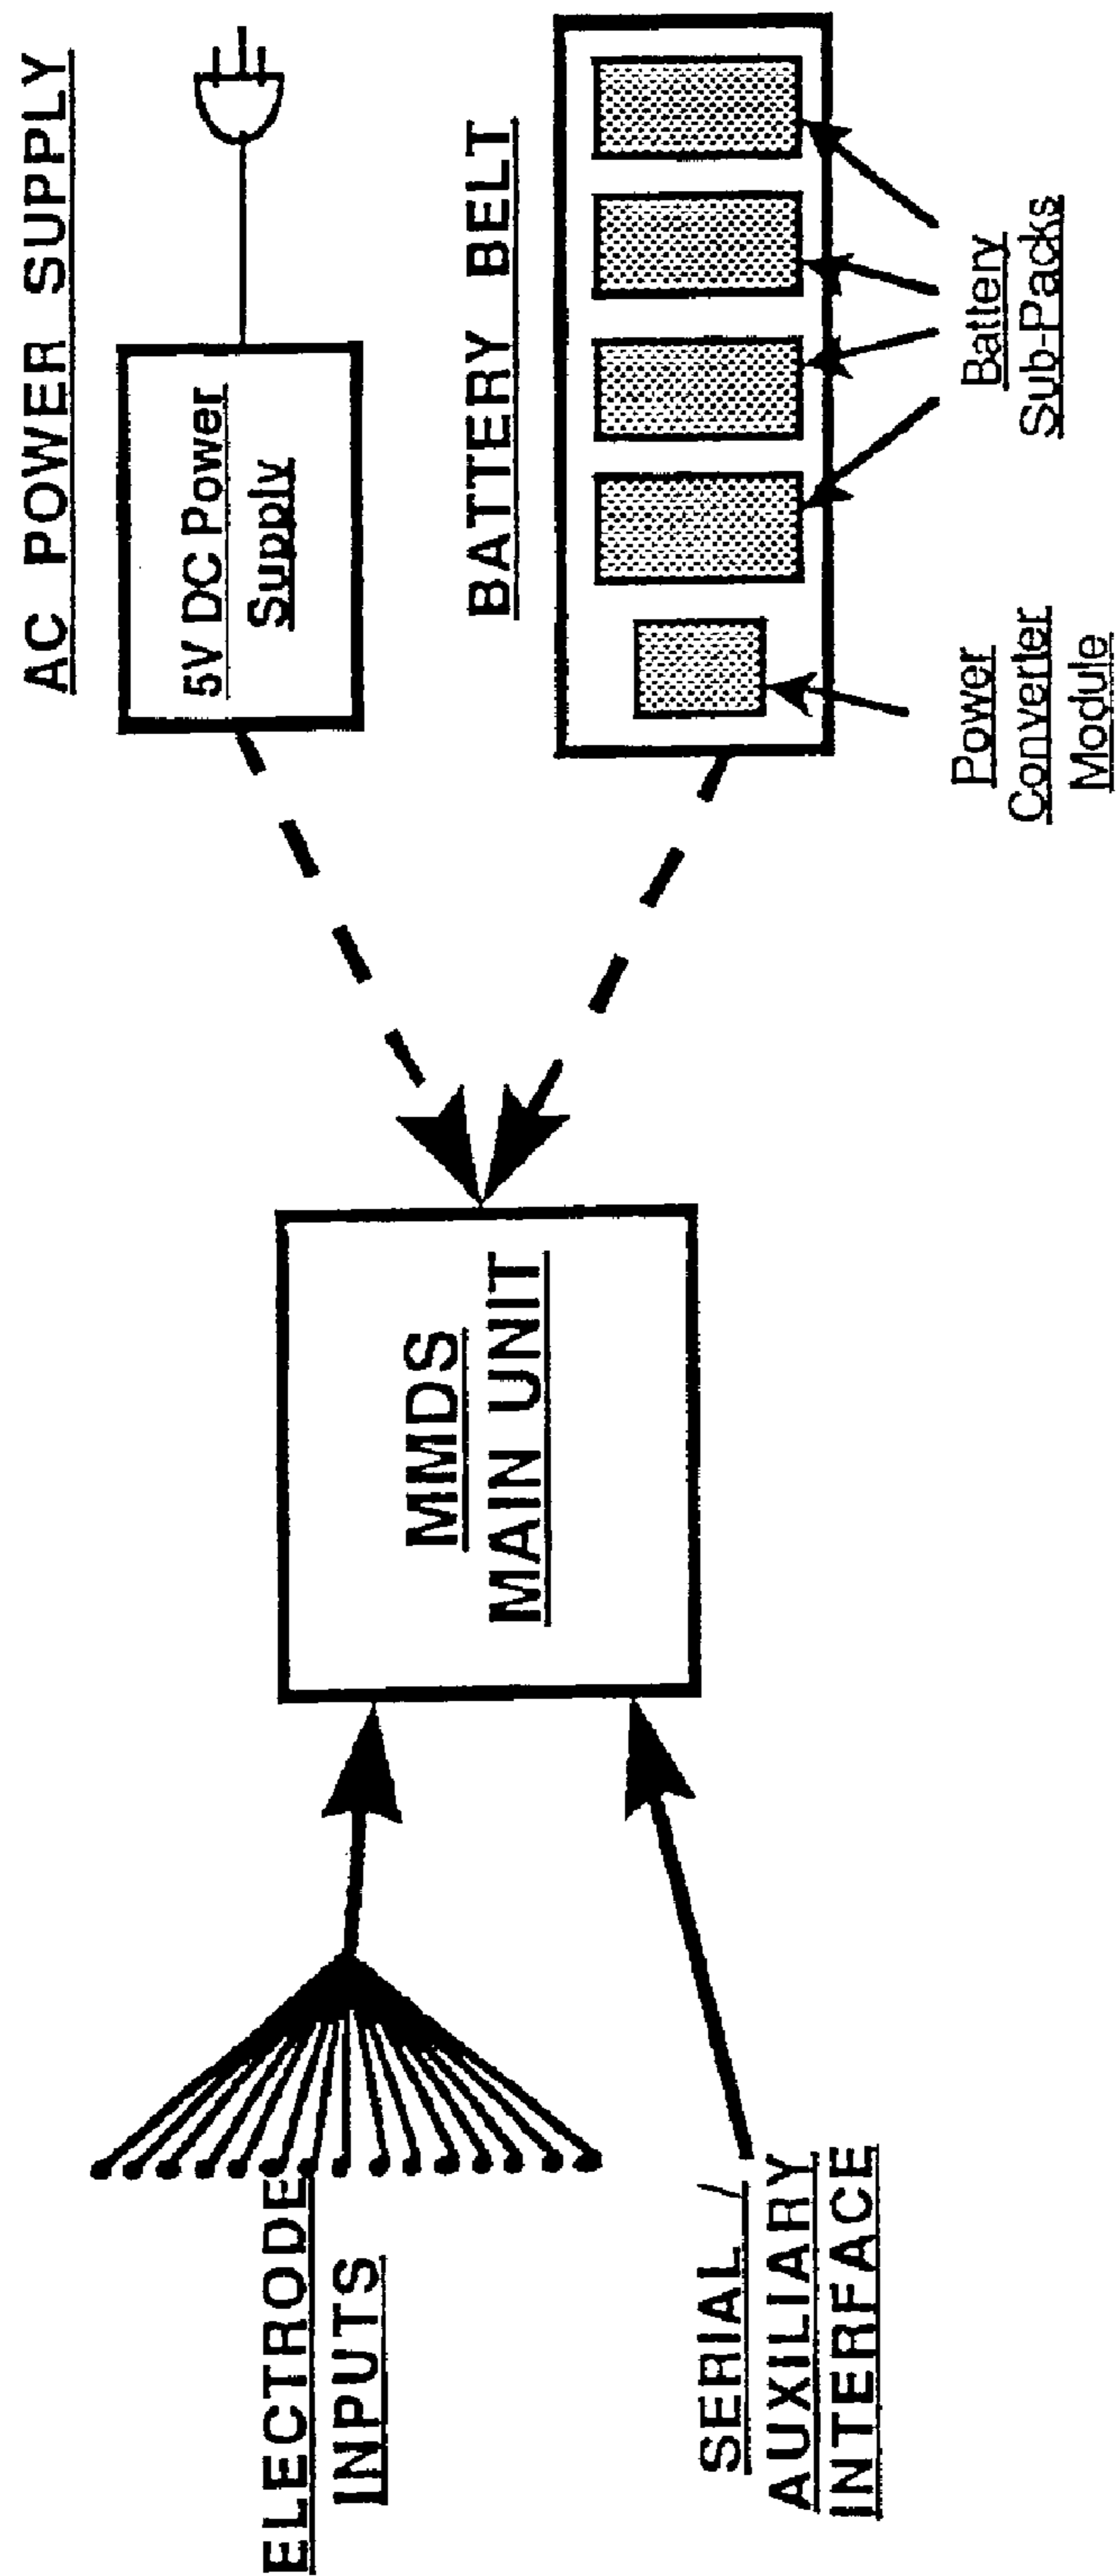 ELECTRODE
INPUTS
SERIAL /
AUXILIARY
INTERFACE
MMDS
MAIN UNIT
AC POWER SUPPLY
5V DC Power
Supply
BATTERY BELT
Power
Converter
Module
Battery
Sub-Packs